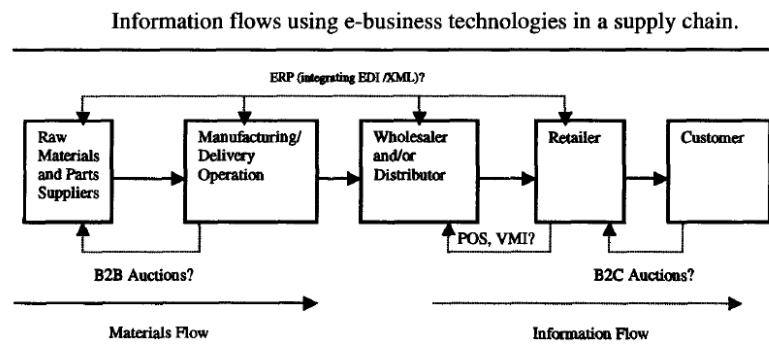 Information flows using e-business technologies in a supply chain.
ERP (integrating EDI /XML)?
Raw
Materials
and Parts
Suppliers
Manufacturing/
Delivery
Operation
Wholesaler
and/or
Distributor
Retailer
Customer
POS, VMI?
B2B Auctions?
B2C Auctions?
Materials Flow
Information Flow